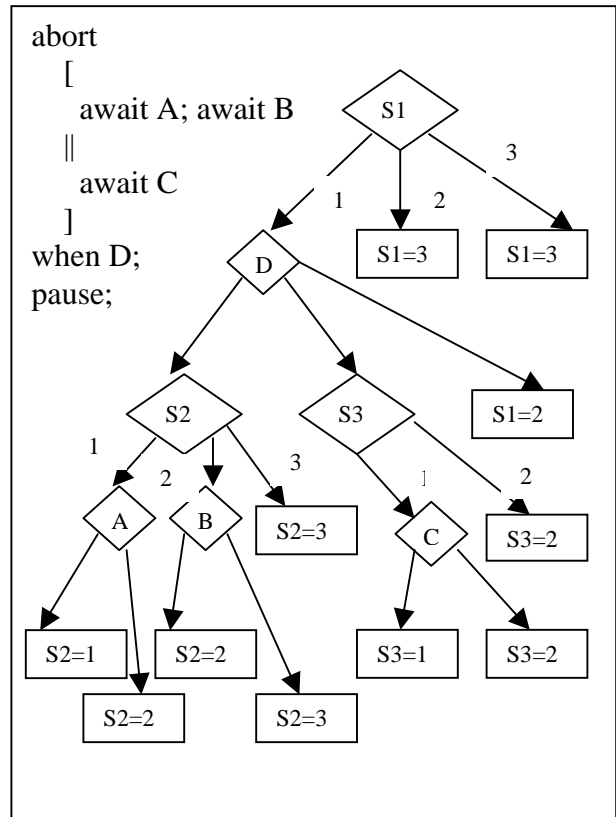 abort
[
await A; await B
||
await C
]
when D;
pause;
S1
1
2
3
S1=3
S1=3
D
S2
S3
S1=2
1
2
3
1
2
A
B
S2=3
C
S3=2
S2=1
S2=2
S3=1
S3=2
S2=2
S2=3